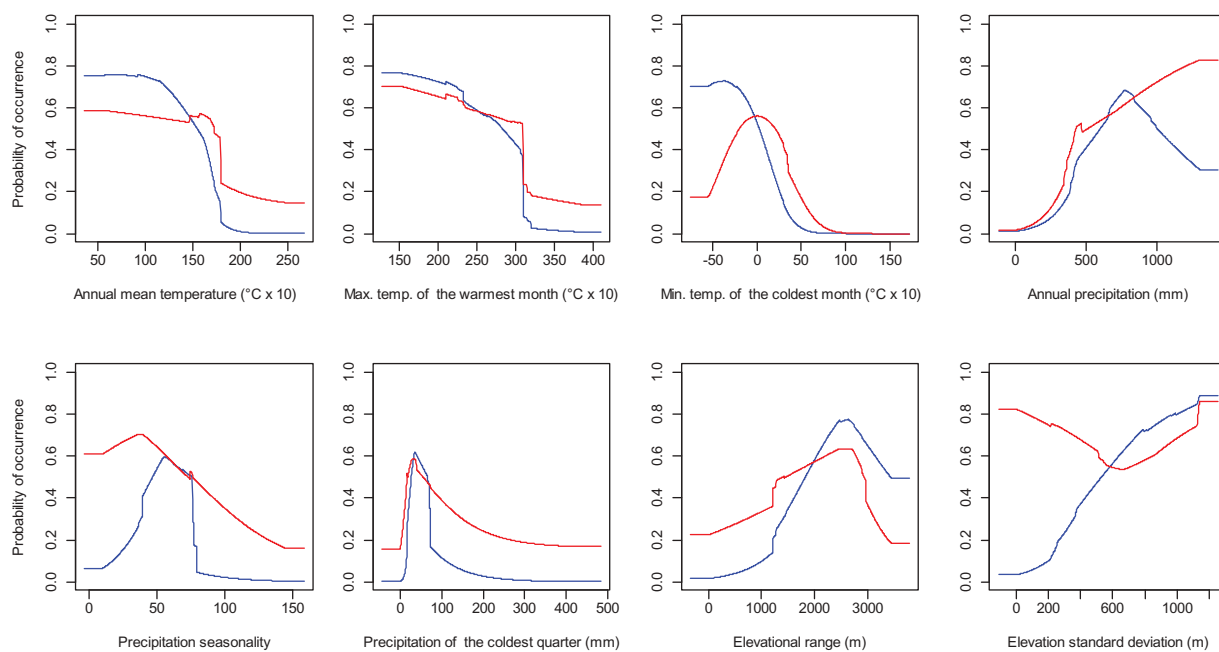 Probability of occurrence
0.0 0.2 0.4 0.6 0.8 1.0
50 100 150 200 250
Annual mean temperature (°C x 10)
0.0 0.2 0.4 0.6 0.8 1.0
150 200 250 300 350 400
Max. temp. of the warmest month (°C x 10)
0.0 0.2 0.4 0.6 0.8 1.0
-50 0 50 100 150
Min. temp. of the coldest month (°C x 10)
0.0 0.2 0.4 0.6 0.8 1.0
0 500 1000
Annual precipitation (mm)
Probability of occurrence
0.0 0.2 0.4 0.6 0.8 1.0
0 50 100 150
Precipitation seasonality
0.0 0.2 0.4 0.6 0.8 1.0
0 100 200 300 400 500
Precipitation of the coldest quarter (mm)
0.0 0.2 0.4 0.6 0.8 1.0
0 1000 2000 3000
Elevational range (m)
0.0 0.2 0.4 0.6 0.8 1.0
0 200 600 1000
Elevation standard deviation (m)